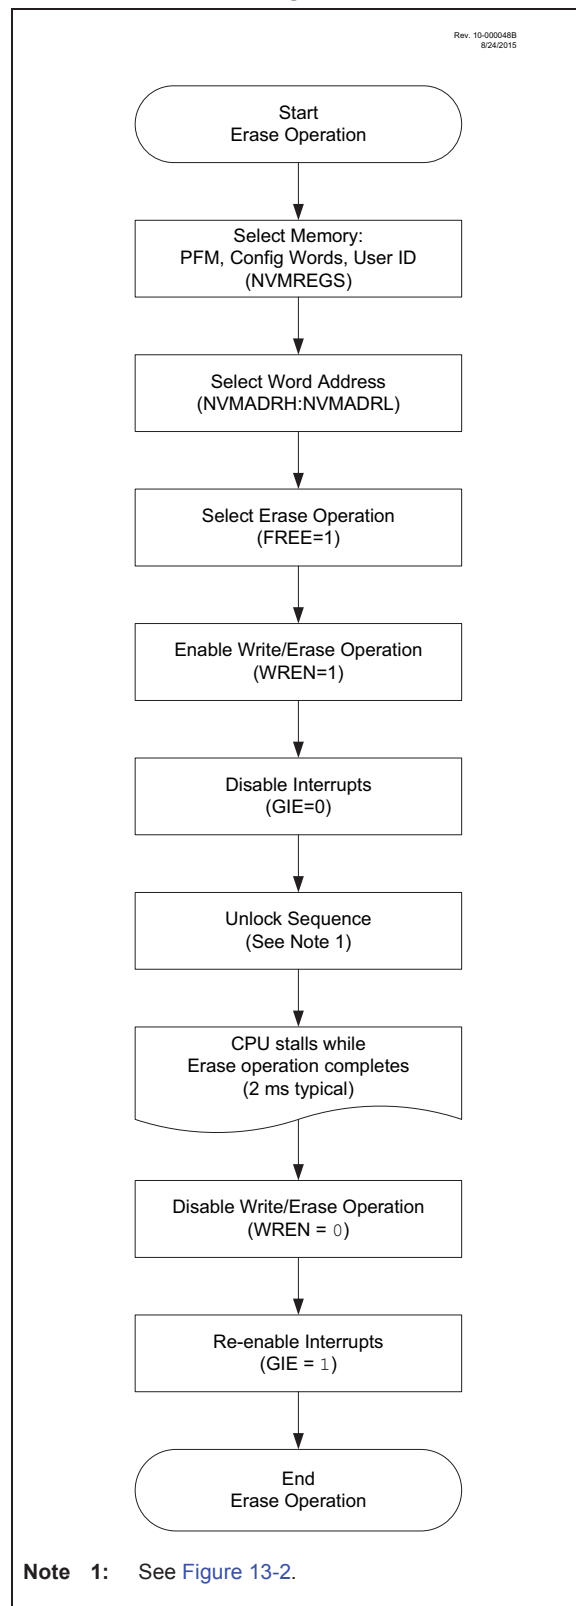 Rev. 10-000048B
8/24/2015
Start
Erase Operation
Select Memory:
PFM, Config Words, User ID
(NVMREGS)
Select Word Address
(NVMADRH:NVMADRL)
Select Erase Operation
(FREE=1)
Enable Write/Erase Operation
(WREN=1)
Disable Interrupts
(GIE=0)
Unlock Sequence
(See Note 1)
CPU stalls while
Erase operation completes
(2 ms typical)
Disable Write/Erase Operation
(WREN = 0)
Re-enable Interrupts
(GIE = 1)
End
Erase Operation
Note 1: See Figure 13-2.